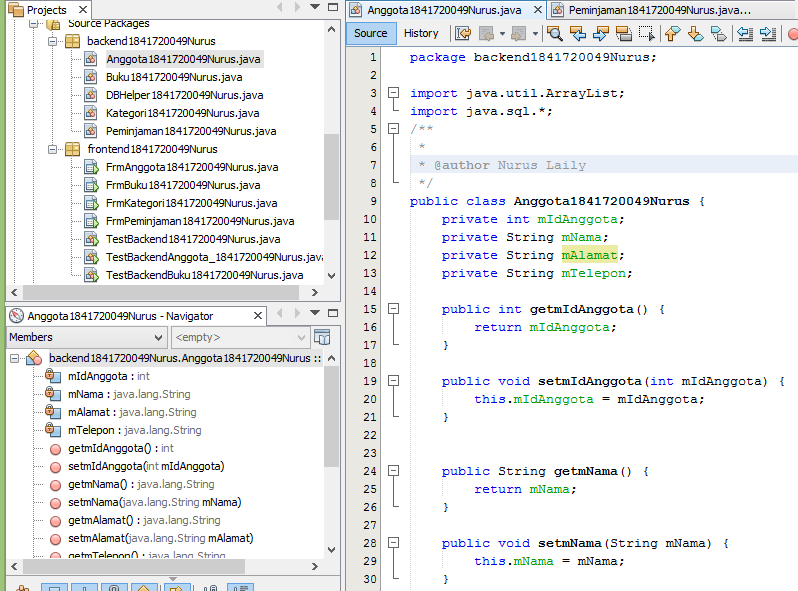 Projects
Source Packages
backend1841720049Nurus
Anggota1841720049Nurus.java
Buku1841720049Nurus.java
DBHelper1841720049Nurus.java
Kategori1841720049Nurus.java
Peminjaman1841720049Nurus.java
frontend1841720049Nurus
FrmAnggota1841720049Nurus.java
FrmBuku1841720049Nurus.java
FrmKategori1841720049Nurus.java
FrmPeminjaman1841720049Nurus.java
TestBackend1841720049Nurus.java
TestBackendAnggota_1841720049Nurus.java
TestBackendBuku1841720049Nurus.java
Anggota1841720049Nurus - Navigator
Members <empty>
backend1841720049Nurus.Anggota1841720049Nurus ::
mIdAnggota : int
mNama : java.lang.String
mAlamat : java.lang.String
mTelepon : java.lang.String
getmIdAnggota() : int
setmIdAnggota(int mIdAnggota)
getmNama() : java.lang.String
setmNama(java.lang.String mNama)
getmAlamat() : java.lang.String
setmAlamat(java.lang.String mAlamat)
getmTelepon() : java.lang.String
Anggota1841720049Nurus.java Peminjaman1841720049Nurus.java...
Source History
1 package backend1841720049Nurus;
2
3 import java.util.ArrayList;
4 import java.sql.*;
5 /**
6 *
7 * @author Nurus Laily
8 */
9 public class Anggota1841720049Nurus {
10 private int mIdAnggota;
11 private String mNama;
12 private String mAlamat;
13 private String mTelepon;
14
15 public int getmIdAnggota() {
16 return mIdAnggota;
17 }
18
19 public void setmIdAnggota(int mIdAnggota) {
20 this.mIdAnggota = mIdAnggota;
21 }
22
23
24 public String getmNama() {
25 return mNama;
26 }
27
28 public void setmNama(String mNama) {
29 this.mNama = mNama;
30 }